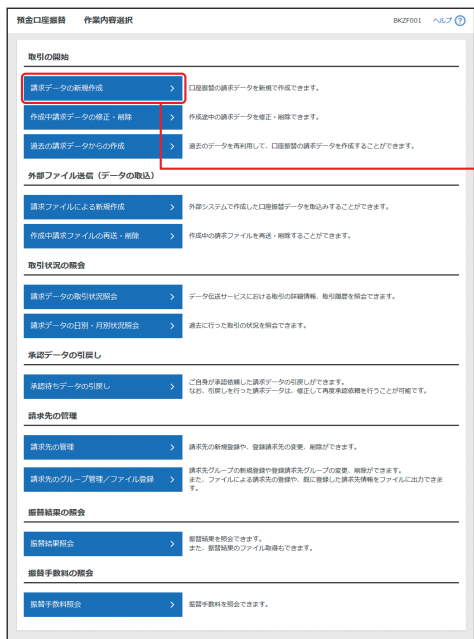 預金口座振替　作業内容選択
BKZF001　ヘルプ ?
取引の開始
請求データの新規作成
口座振替の請求データを新規で作成できます。
作成中請求データの修正・削除
作成途中の請求データを修正・削除できます。
過去の請求データからの作成
過去のデータを再利用して、口座振替の請求データを作成することができます。
外部ファイル送信（データの取込）
請求ファイルによる新規作成
外部システムで作成した口座振替データを取込みすることができます。
作成中請求ファイルの再送・削除
作成中の請求ファイルを再送・削除することができます。
取引状況の照会
請求データの取引状況照会
データ伝送サービスにおける取引の詳細情報、取引履歴を照会できます。
請求データの日別・月別状況照会
過去に行った取引の状況を照会できます。
承認データの引戻し
承認待ちデータの引戻し
ご自身が承認依頼した請求データの引戻しができます。
なお、引戻しを行った請求データは、修正して再度承認依頼を行うことが可能です。
請求先の管理
請求先の管理
請求先の新規登録や、登録請求先の変更、削除ができます。
請求先のグループ管理／ファイル登録
請求先グループの新規登録や登録請求先グループの変更、削除ができます。
また、ファイルによる請求先の登録や、既に登録した請求先情報をファイルに出力できま
す。
振替結果の照会
振替結果照会
振替結果を照会できます。
また、振替結果のファイル取得もできます。
振替手数料の照会
振替手数料照会
振替手数料を照会できます。